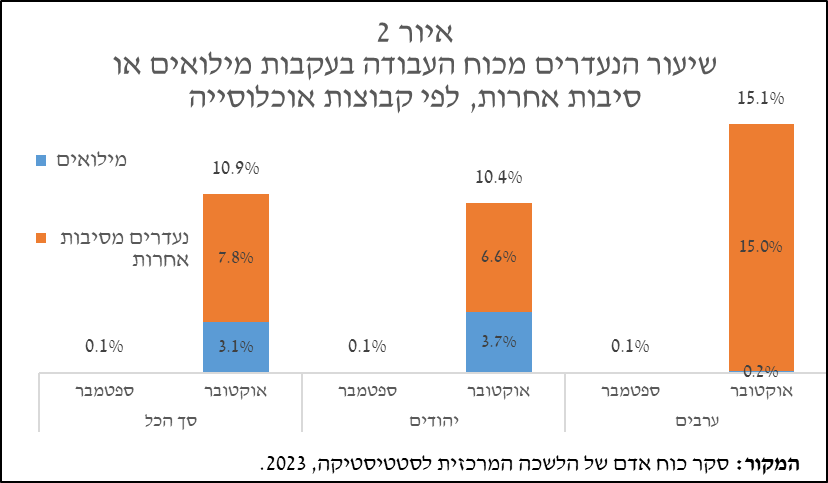 איור 2
שיעור הנעדרים מכוח העבודה בעקבות מילואים או
סיבות אחרות, לפי קבוצות אוכלוסייה
מילואים
נעדרים מסיבות
אחרות
10.9%
10.4%
15.1%
7.8%
6.6%
15.0%
0.1%
3.1%
0.1%
3.7%
0.1%
0.2%
ספטמבר
אוקטובר
ספטמבר
אוקטובר
ספטמבר
אוקטובר
סך הכל
יהודים
ערבים
המקור: סקר כוח אדם של הלשכה המרכזית לסטטיסטיקה, 2023.